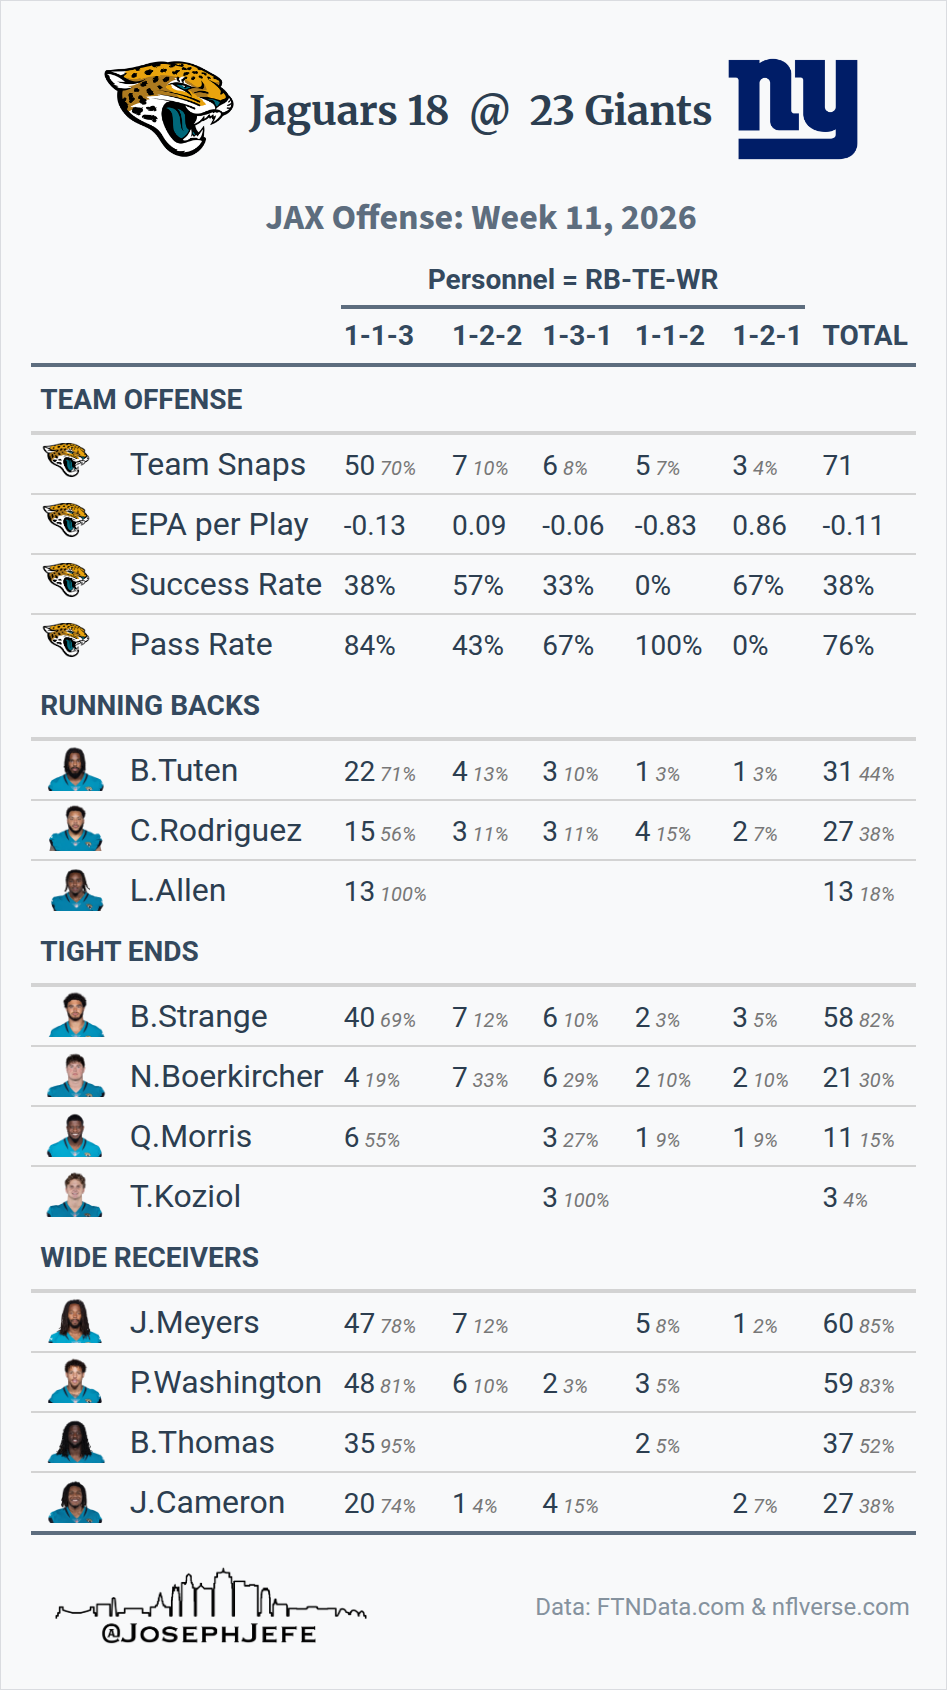 Jaguars 18 @ 23 Giants ny
JAX Offense: Week 11, 2026
Personnel = RB-TE-WR
1-1-3 1-2-2 1-3-1 1-1-2 1-2-1 TOTAL
TEAM OFFENSE
Team Snaps 50 70% 7 10% 6 8% 5 7% 3 4% 71
EPA per Play -0.13 0.09 -0.06 -0.83 0.86 -0.11
Success Rate 38% 57% 33% 0% 67% 38%
Pass Rate 84% 43% 67% 100% 0% 76%
RUNNING BACKS
B.Tuten 22 71% 4 13% 3 10% 1 3% 1 3% 31 44%
C.Rodriguez 15 56% 3 11% 3 11% 4 15% 2 7% 27 38%
L.Allen 13 100% 13 18%
TIGHT ENDS
B.Strange 40 69% 7 12% 6 10% 2 3% 3 5% 58 82%
N.Boerkircher 4 19% 7 33% 6 29% 2 10% 2 10% 21 30%
Q.Morris 6 55% 3 27% 1 9% 1 9% 11 15%
T.Koziol 3 100% 3 4%
WIDE RECEIVERS
J.Meyers 47 78% 7 12% 5 8% 1 2% 60 85%
P.Washington 48 81% 6 10% 2 3% 3 5% 59 83%
B.Thomas 35 95% 2 5% 37 52%
J.Cameron 20 74% 1 4% 4 15% 2 7% 27 38%
@JosephJefe
Data: FTNData.com & nflverse.com